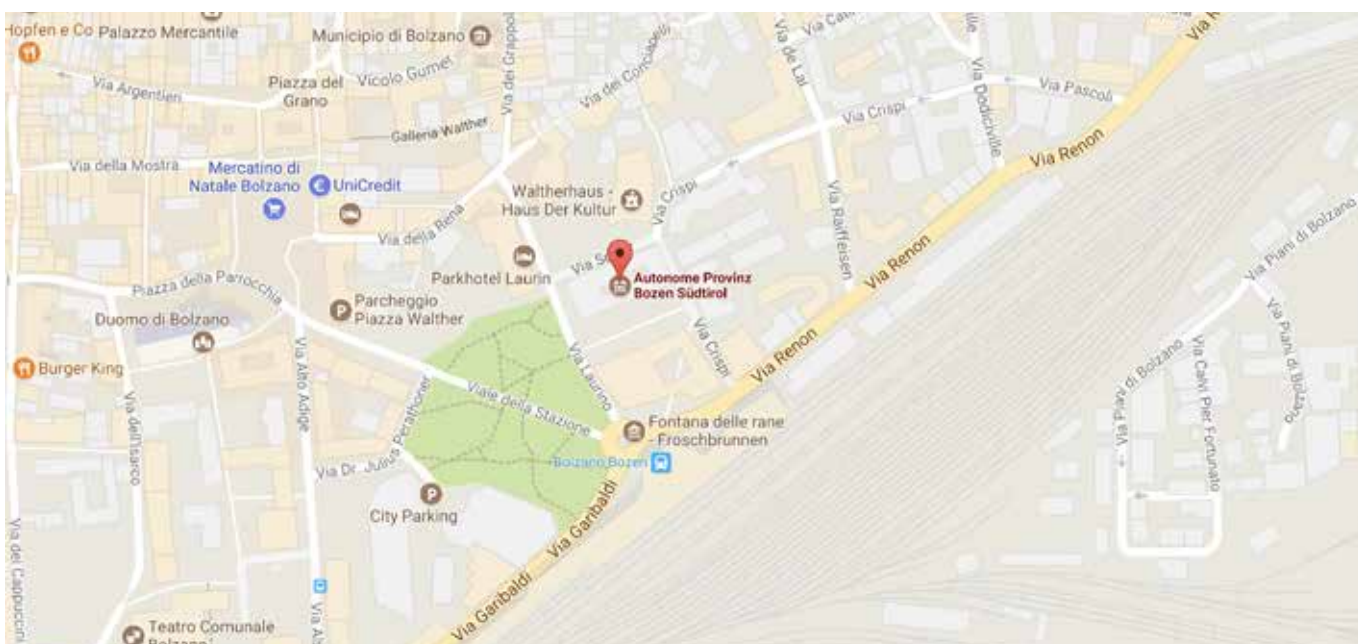 Hopfen e Co
Palazzo Mercantile
Municipio di Bolzano
Via dei Grappoli
Via dei Conciapelli
Via de Lai
Via Dodiciville
Via Argentieri
Piazza del
Grano
Vicolo Gumer
Galleria Walther
Via Crispi
Via Pascoli
Via Renon
Via della Mostra
Mercatino di
Natale Bolzano
UniCredit
Waltherhaus -
Haus Der Kultur
Via Crispi
Via Raiffeisen
Via Renon
Via Piani di Bolzano
Via della Rena
Parkhotel Laurin
Autonome Provinz
Bozen Südtirol
Piazza della Parrocchia
Parcheggio
Piazza Walther
Duomo di Bolzano
Burger King
Via Alto Adige
Via Laurino
Via Crispi
Via Renon
Via Piani di Bolzano
Via Calvi Pier Fortunato
Via Piani di Bolzano
Via dell'Isarco
Viale della Stazione
Fontana delle rane
- Froschbrunnen
Bolzano Bozen
Via Dr. Julius Perathoner
City Parking
Via Garibaldi
Via dei Cappuccini
Via Garibaldi
Teatro Comunale